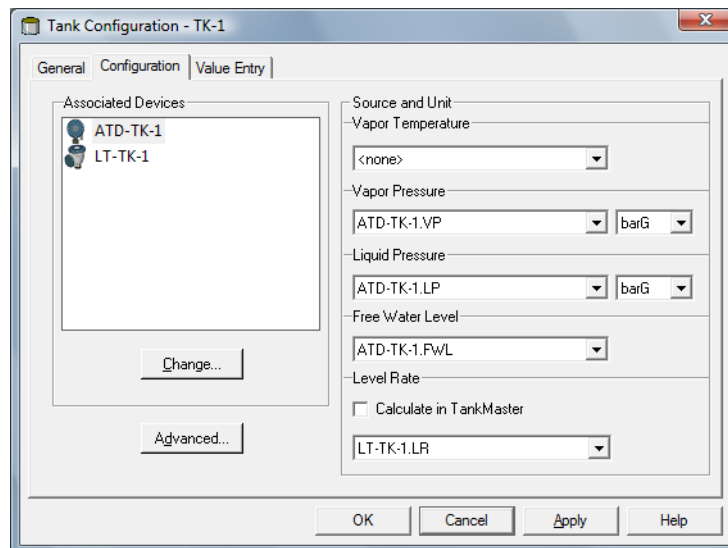 Tank Configuration - TK-1
General
Configuration
Value Entry
Associated Devices
ATD-TK-1
LT-TK-1
Change...
Advanced...
Source and Unit
Vapor Temperature
<none>
Vapor Pressure
ATD-TK-1.VP
barG
Liquid Pressure
ATD-TK-1.LP
barG
Free Water Level
ATD-TK-1.FWL
Level Rate
Calculate in TankMaster
LT-TK-1.LR
OK
Cancel
Apply
Help